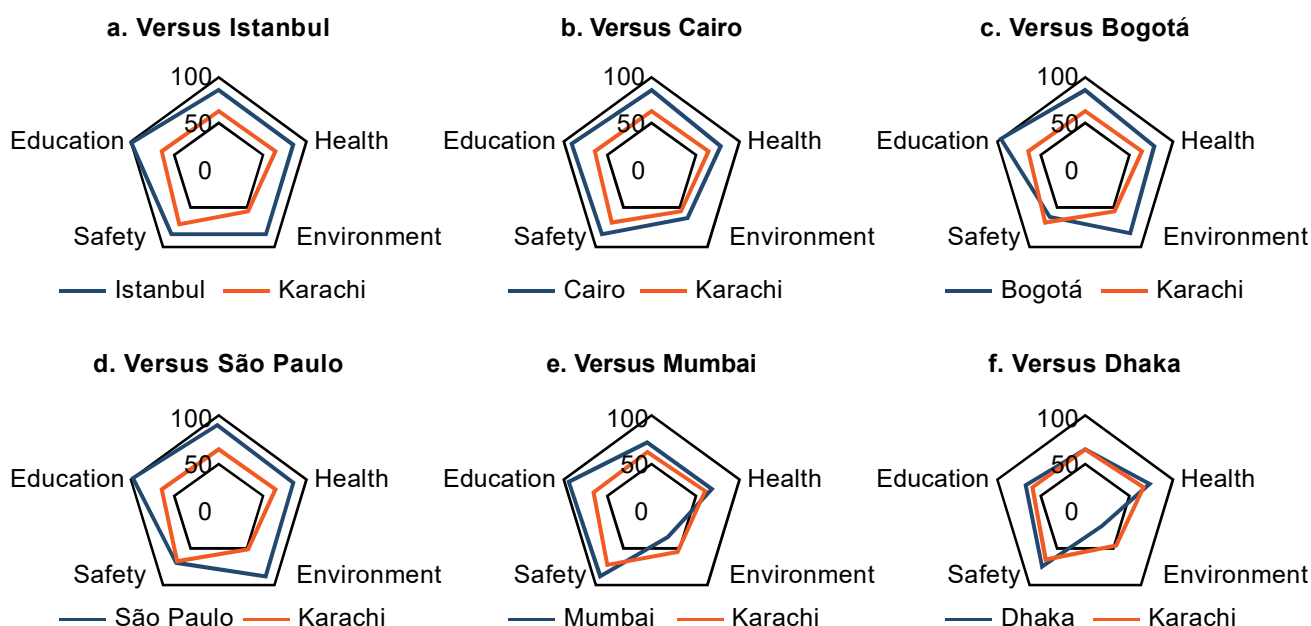 a. Versus Istanbul
100
50
0
Education
Health
Safety
Environment
Istanbul
Karachi
b. Versus Cairo
100
50
0
Education
Health
Safety
Environment
Cairo
Karachi
c. Versus Bogotá
100
50
0
Education
Health
Safety
Environment
Bogotá
Karachi
d. Versus São Paulo
100
50
0
Education
Health
Safety
Environment
São Paulo
Karachi
e. Versus Mumbai
100
50
0
Education
Health
Safety
Environment
Mumbai
Karachi
f. Versus Dhaka
100
50
0
Education
Health
Safety
Environment
Dhaka
Karachi